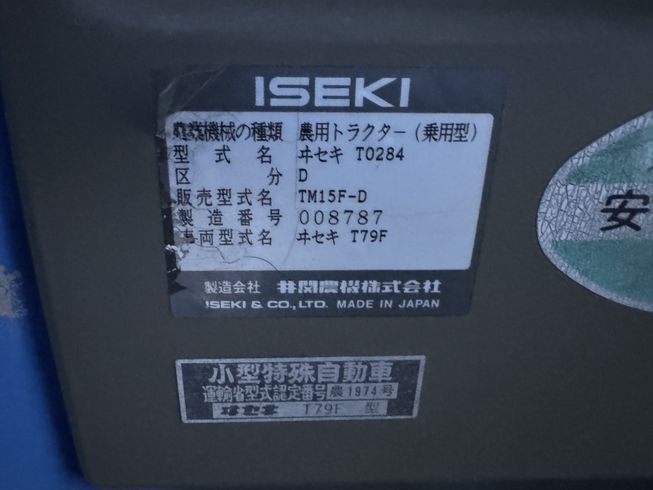 ISEKI
農業機械の種類 農用トラクター(乗用型)
型式名 ヰセキ T0284
区分 D
販売型式名 TM15F-D
製造番号 008787
車両型式名 ヰセキ T79F
製造会社 井関農機株式会社
ISEKI & CO., LTD. MADE IN JAPAN
安
小型特殊自動車
運輸省型式認定番号 農1974号
T79F 型